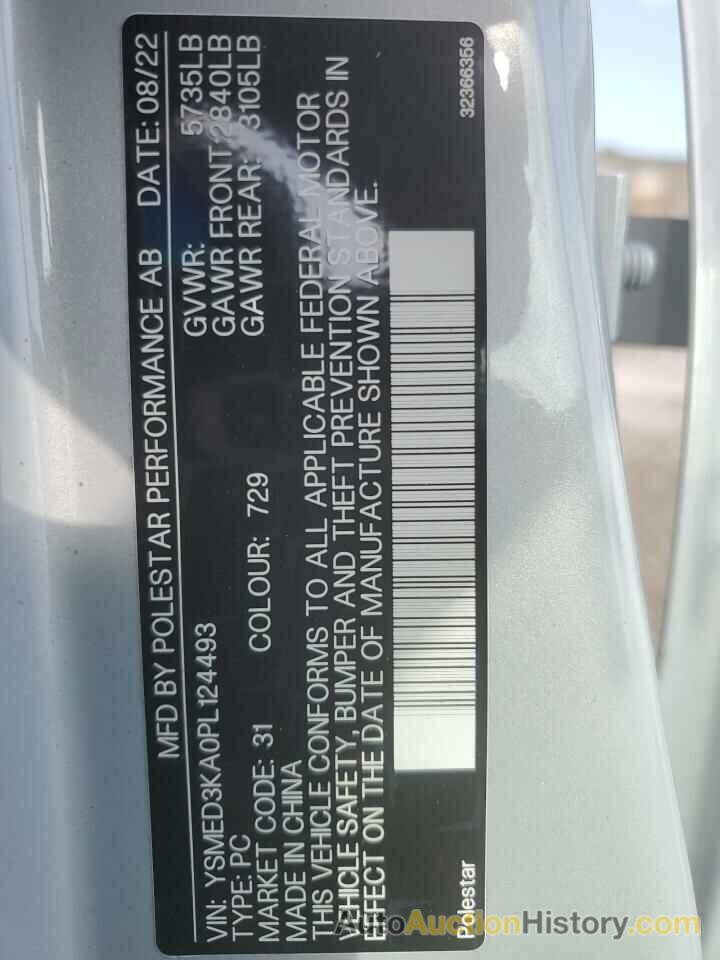 MFD BY POLESTAR PERFORMANCE AB DATE: 08/22
VIN: YSMED3KA0PL124493 GVWR: 5735LB
TYPE: PC GAWR FRONT: 2840LB
MARKET CODE: 31 COLOUR: 729 GAWR REAR: 3105LB
MADE IN CHINA
THIS VEHICLE CONFORMS TO ALL APPLICABLE FEDERAL MOTOR
VEHICLE SAFETY, BUMPER AND THEFT PREVENTION STANDARDS IN
EFFECT ON THE DATE OF MANUFACTURE SHOWN ABOVE.
Polestar 32366356
AutoAuctionHistory.com